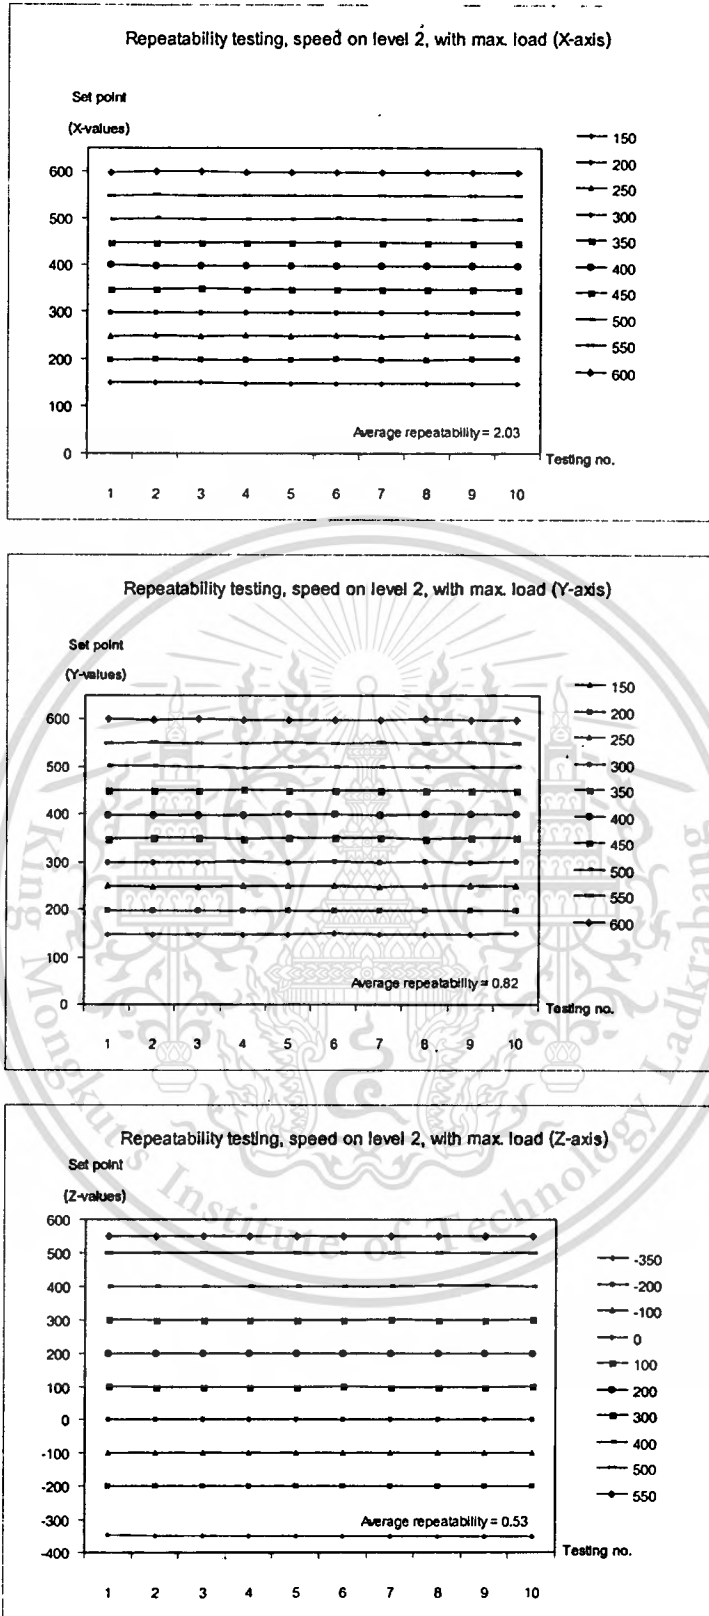 Repeatability testing, speed on level 2, with max. load (X-axis)
Set point
(X-values)
600
500
400
300
200
100
0
1 2 3 4 5 6 7 8 9 10
Testing no.
Average repeatability = 2.03
150
200
250
300
350
400
450
500
550
600
Repeatability testing, speed on level 2, with max. load (Y-axis)
Set point
(Y-values)
600
500
400
300
200
100
0
1 2 3 4 5 6 7 8 9 10
Testing no.
Average repeatability = 0.82
150
200
250
300
350
400
450
500
550
600
Repeatability testing, speed on level 2, with max. load (Z-axis)
Set point
(Z-values)
600
500
400
300
200
100
0
-100
-200
-300
-400
1 2 3 4 5 6 7 8 9 10
Testing no.
Average repeatability = 0.53
-350
-200
-100
0
100
200
300
400
500
550
King Mongkut's Institute of Technology Ladkrabang